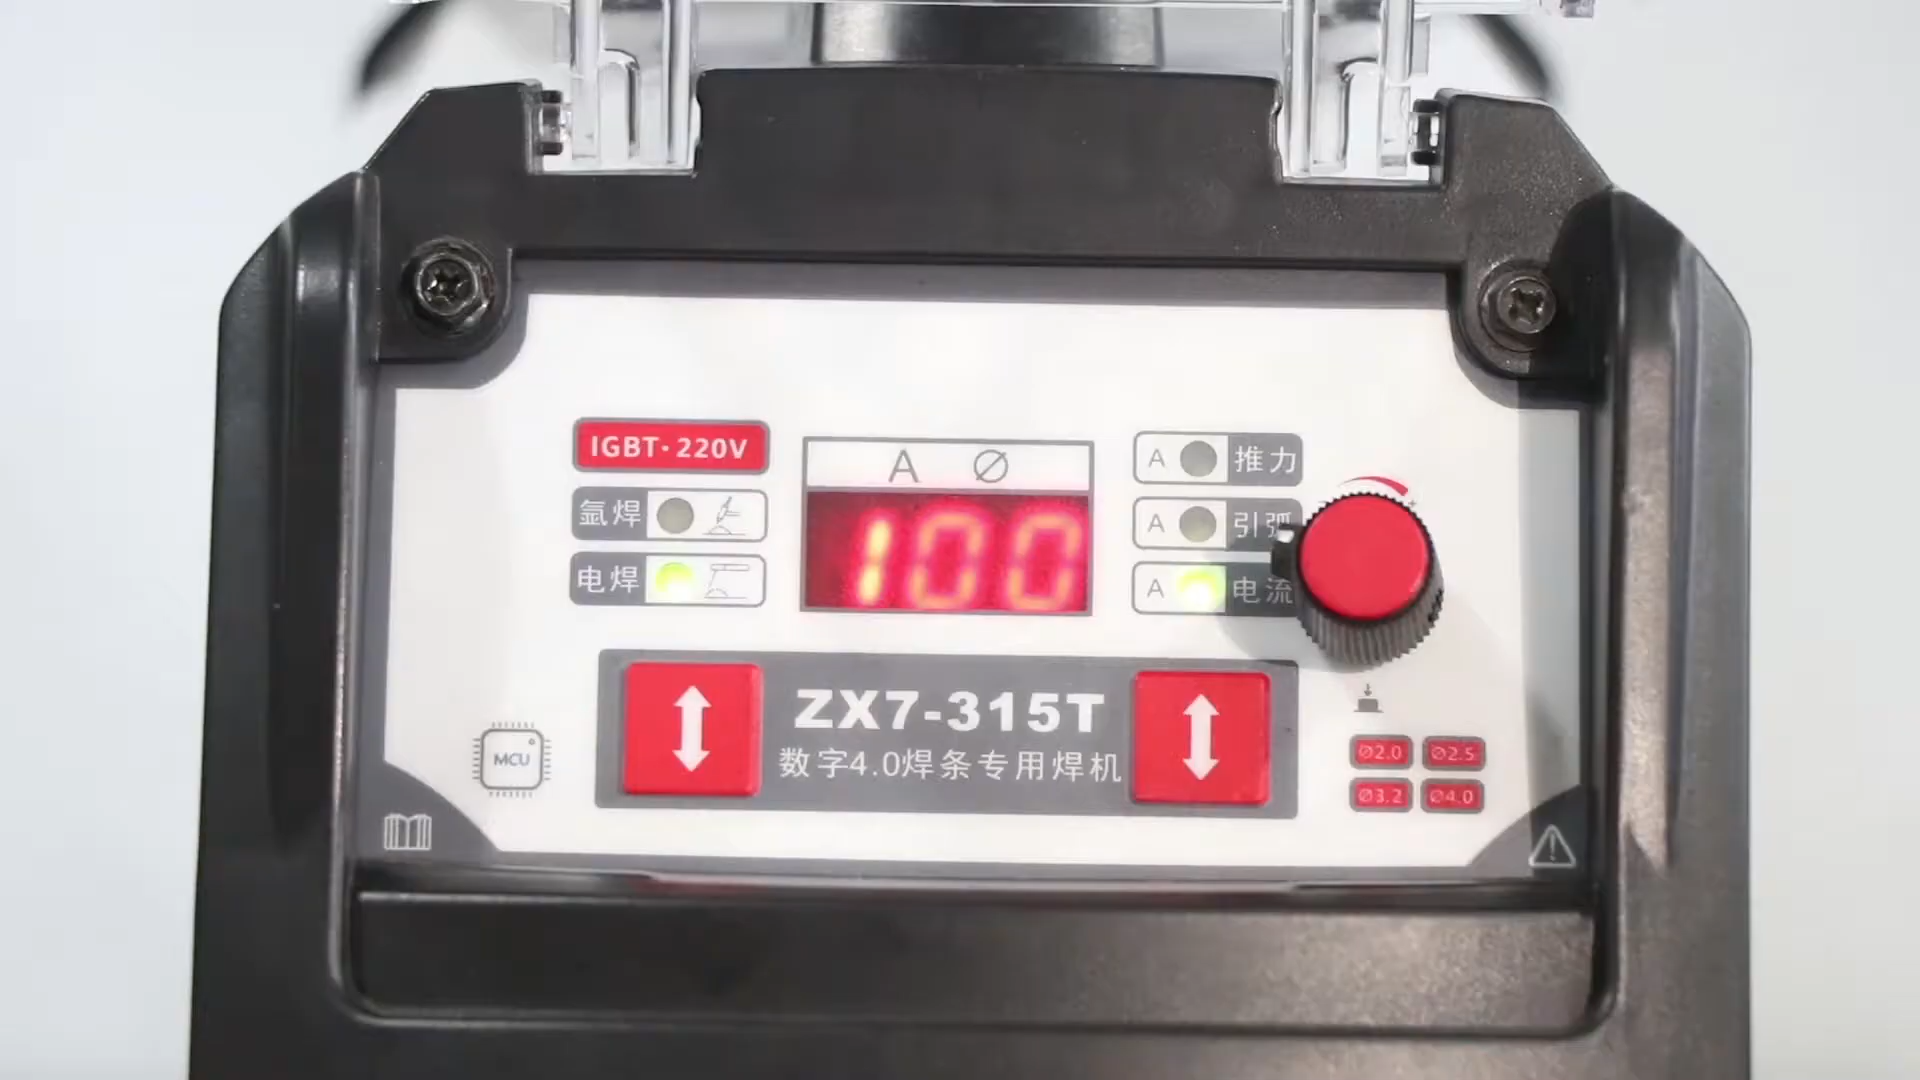 IGBT·220V
氩焊
电焊
A Ø
100
A 推力
A 引弧
A 电流
ZX7-315T
数字4.0焊条专用焊机
MCU
Ø2.0 Ø2.5
Ø3.2 Ø4.0